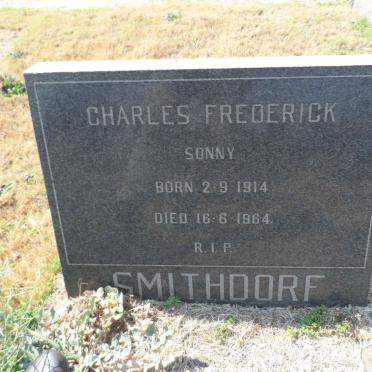 CHARLES FREDERICK
SONNY
BORN 2·9·1914
DIED 16·6·1964.
R.I.P.
SMITHDORF